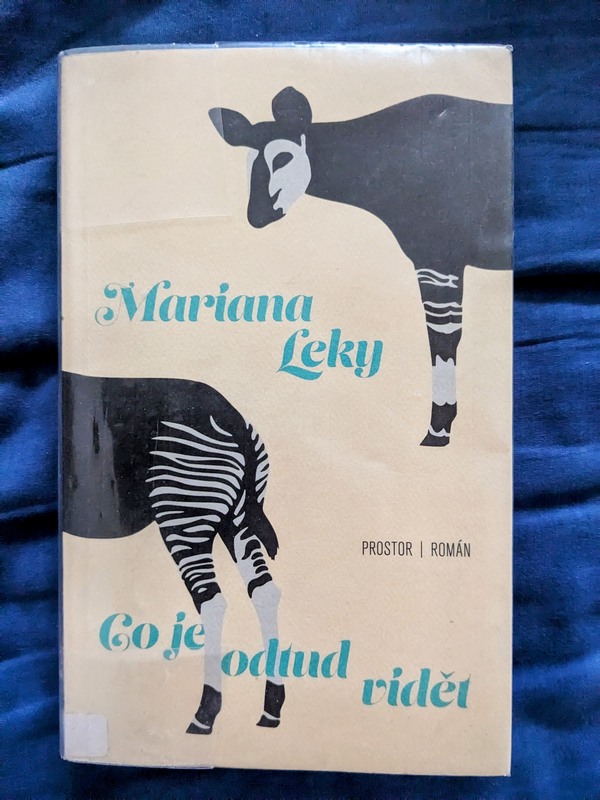 Mariana
Leky
PROSTOR | ROMÁN
Co je
odtud
vidět